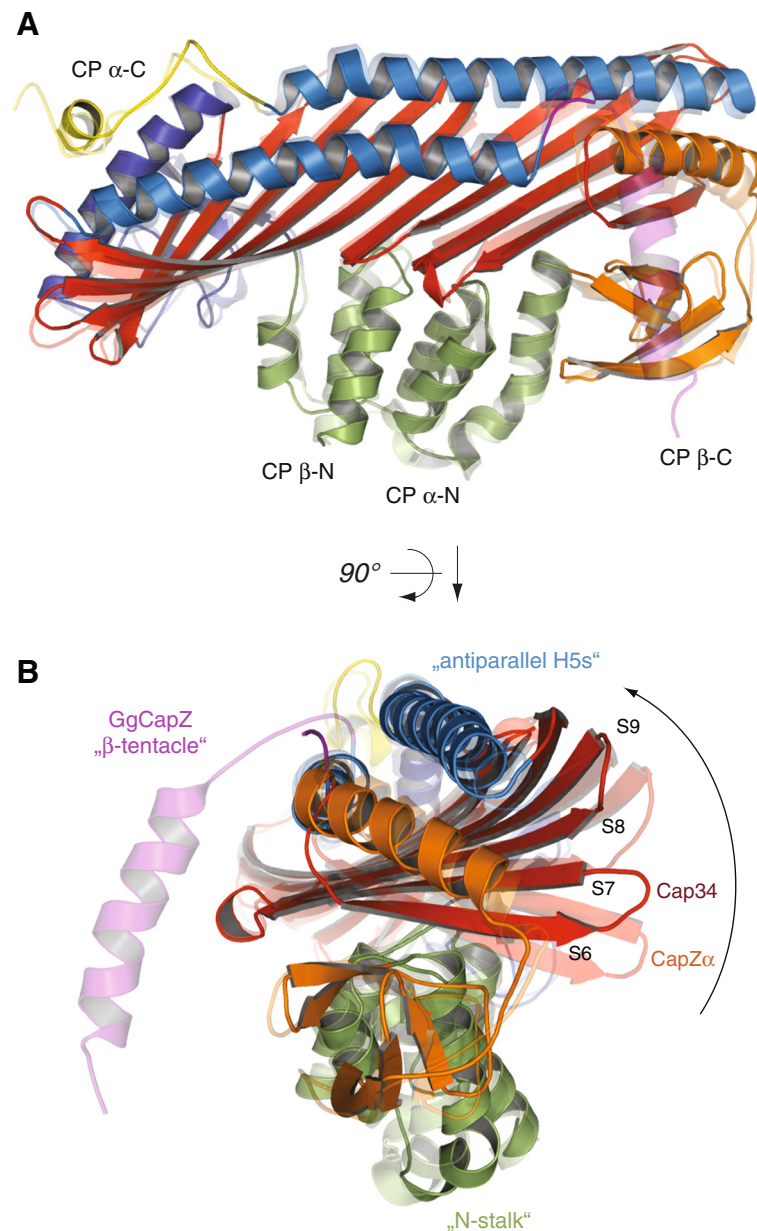 A
CP α-C
CP β-N
CP α-N
CP β-C
90°
B
„antiparallel H5s“
GgCapZ
„β-tentacle“
S9
S8
S7
Cap34
S6
CapZα
„N-stalk“